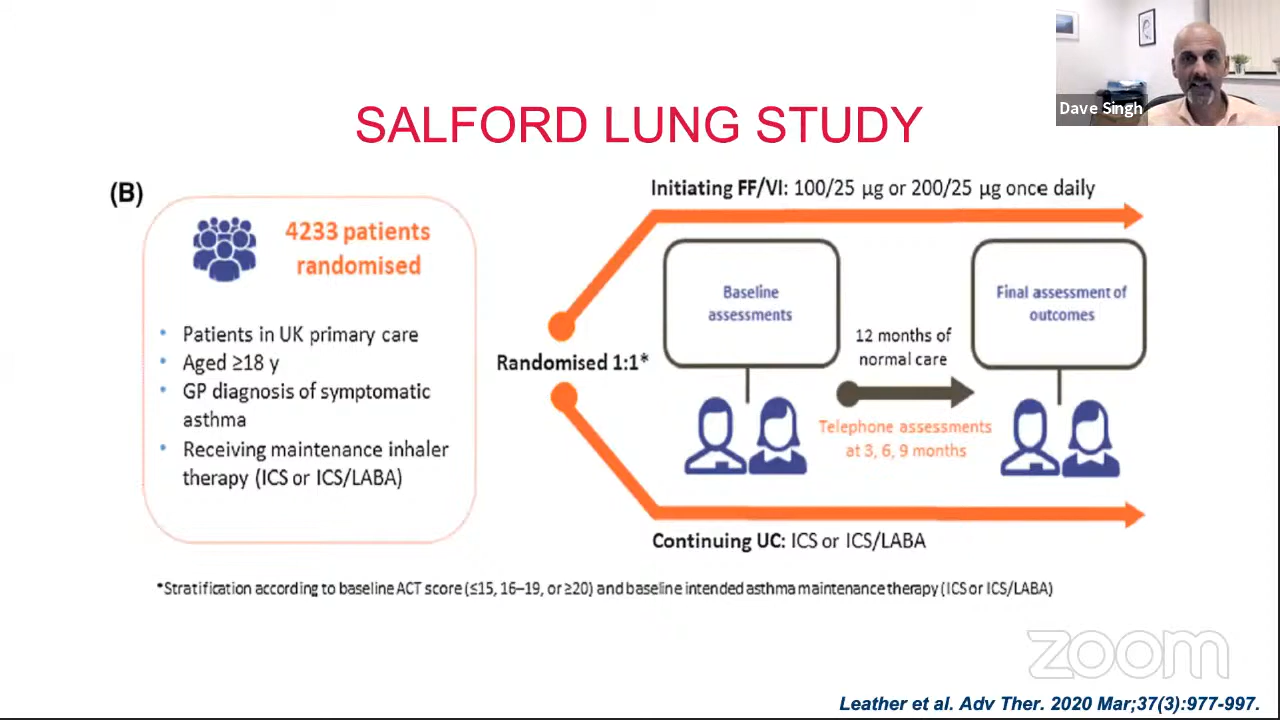 Dave Singh
SALFORD LUNG STUDY
(B)
4233 patients
randomised
• Patients in UK primary care
• Aged ≥18 y
• GP diagnosis of symptomatic
asthma
• Receiving maintenance inhaler
therapy (ICS or ICS/LABA)
Randomised 1:1*
Initiating FF/VI: 100/25 µg or 200/25 µg once daily
Baseline
assessments
12 months of
normal care
Telephone assessments
at 3, 6, 9 months
Final assessment of
outcomes
Continuing UC: ICS or ICS/LABA
*Stratification according to baseline ACT score (≤15, 16–19, or ≥20) and baseline intended asthma maintenance therapy (ICS or ICS/LABA)
zoom
Leather et al. Adv Ther. 2020 Mar;37(3):977-997.